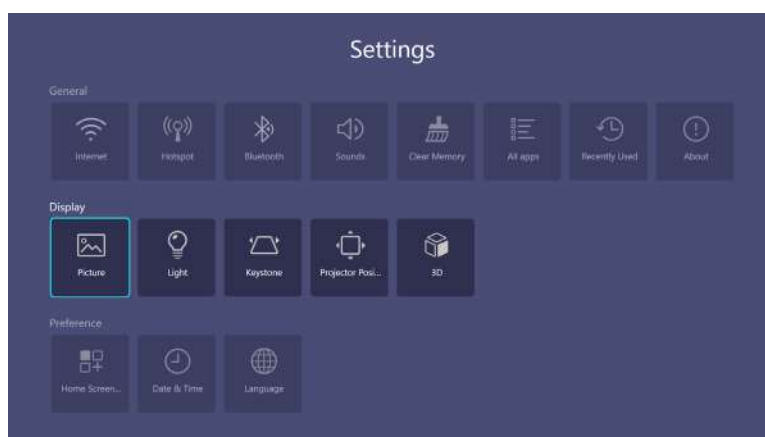 Settings
General
Internet Hotspot Bluetooth Sounds Clear Memory All apps Recently Used About
Display
Picture Light Keystone Projector Posi... 3D
Preference
Home Screen... Date & Time Language